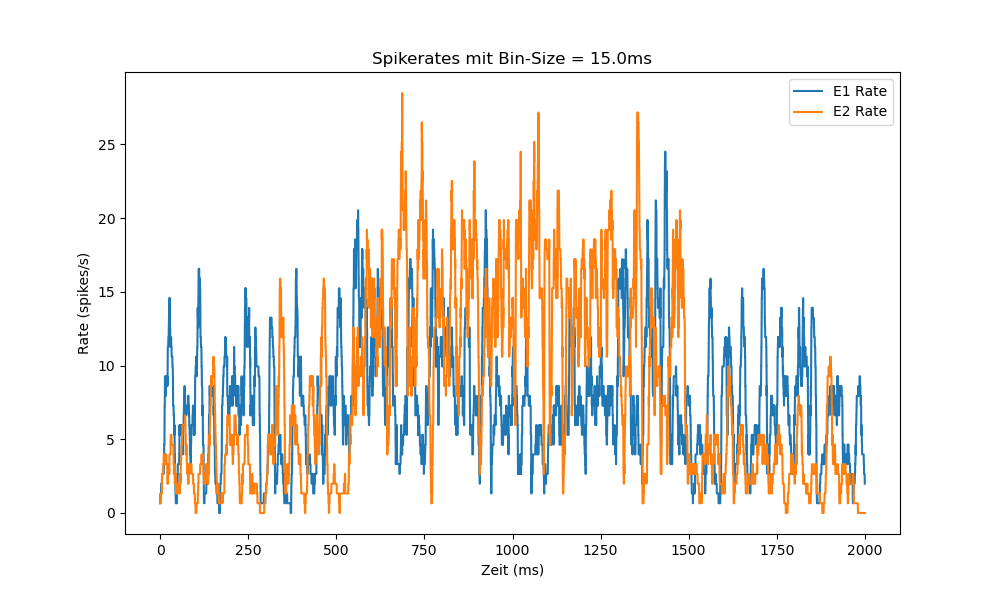 Spikerates mit Bin-Size = 15.0ms
E1 Rate
E2 Rate
Rate (spikes/s)
25
20
15
10
5
0
0 250 500 750 1000 1250 1500 1750 2000
Zeit (ms)